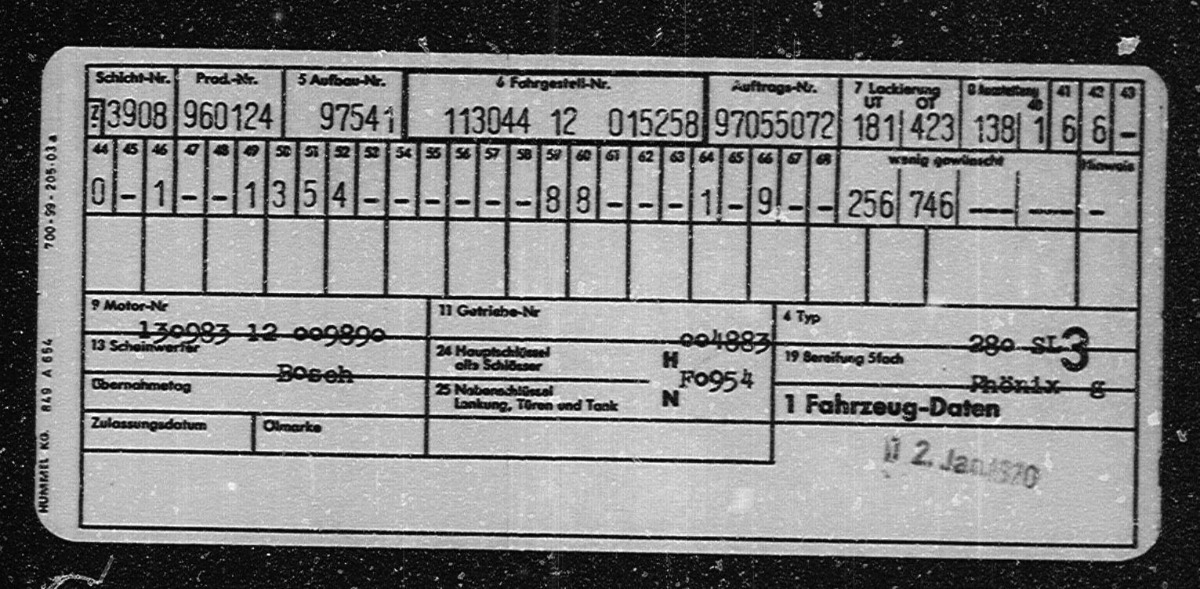 Schicht-Nr. Prod.-Nr. 5 Aufbau-Nr. 6 Fahrgestell-Nr. Auftrags-Nr. 7 Lackierung 8 Ausstattung 41 42 43
UT OT 40
Z 3908 960124 97541 113044 12 015258 97055072 181 423 138 1 6 6 -
44 45 46 47 48 49 50 51 52 53 54 55 56 57 58 59 60 61 62 63 64 65 66 67 68 wenig gewünscht Hinweis
0 - 1 - - 1 3 5 4 - - - - - - 8 8 - - - 1 - 9 - - 256 746 - - -
9 Motor-Nr 11 Getriebe-Nr 4 Typ
130983 12 009890 004883 280 SL 3
13 Scheinwerfer 24 Hauptschlüssel alle Schlösser H 19 Bereifung 5fach
Bosch F0954 Phönix g
Übernahmetag 25 Nebenschlüssel Lenkung, Türen und Tank N 1 Fahrzeug-Daten
Zulassungsdatum Ölmarke
2. Jan. 1970
HUMMEL KG. 849 A 654 700-99-205-03 a